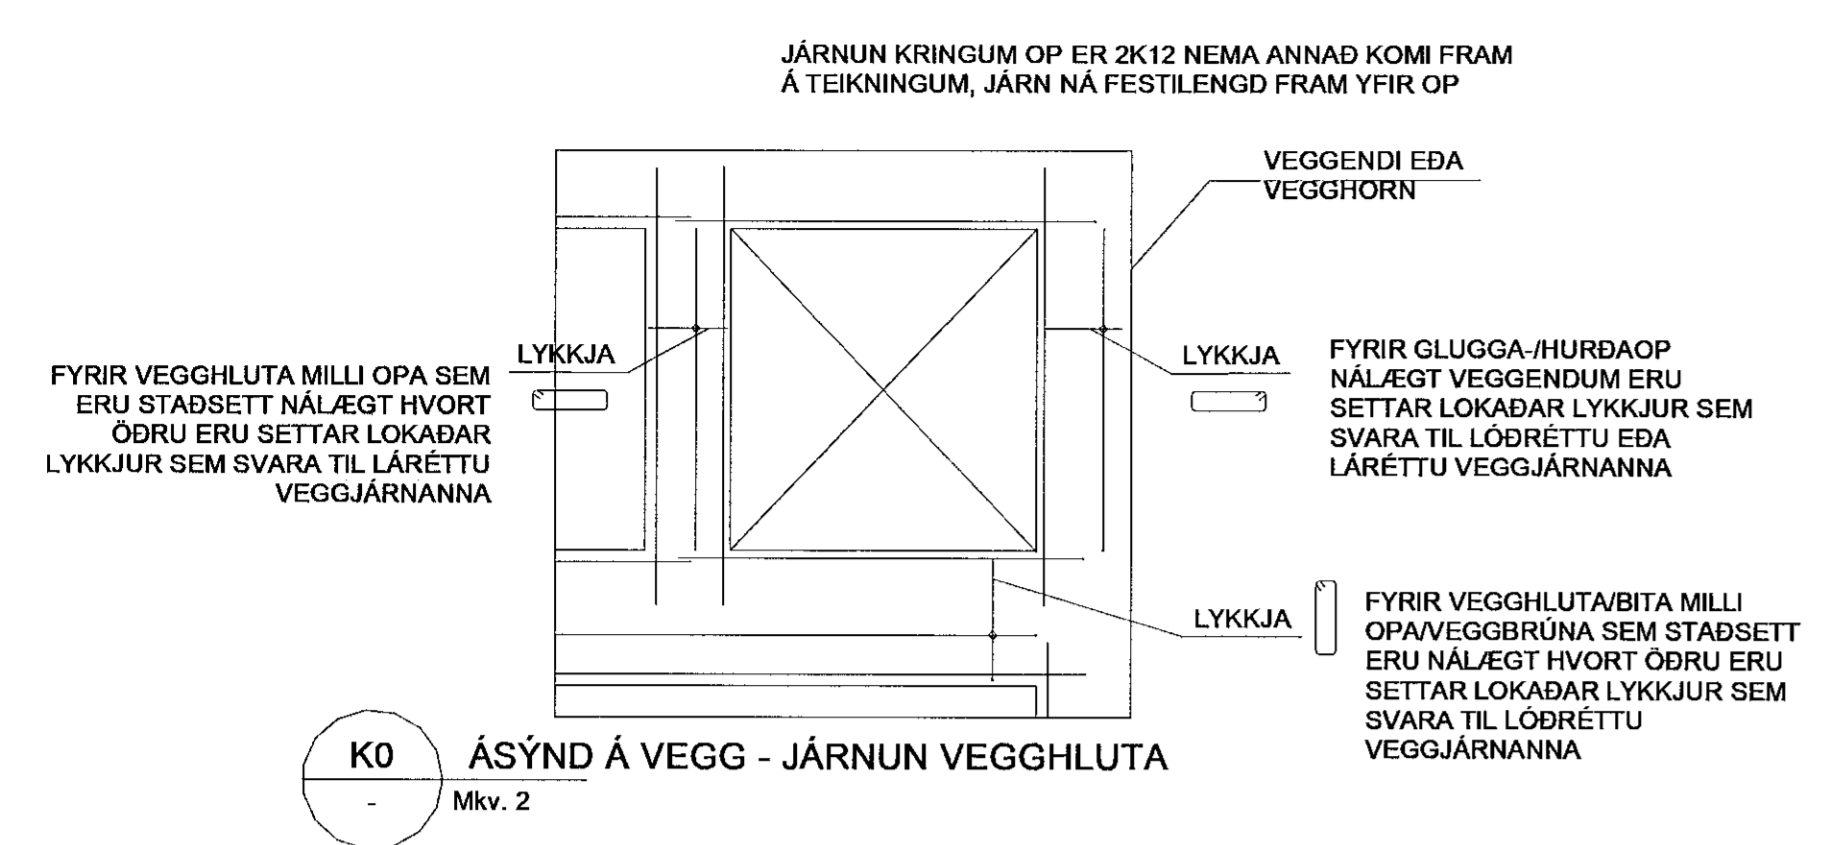 JÁRNUN KRINGUM OP ER 2K12 NEMA ANNAÐ KOMI FRAM
Á TEIKNINGUM, JÁRN NÁ FESTILENGD FRAM YFIR OP
VEGGENDI EÐA
VEGGHORN
LYKKJA
FYRIR VEGGHLUTA MILLI OPA SEM
ERU STAÐSETT NÁLÆGT HVORT
ÖÐRU ERU SETTAR LOKAÐAR
LYKKJUR SEM SVARA TIL LÁRÉTTU
VEGGJÁRNANNA
LYKKJA
FYRIR GLUGGA-/HURÐAOP
NÁLÆGT VEGGENDUM ERU
SETTAR LOKAÐAR LYKKJUR SEM
SVARA TIL LÓÐRÉTTU EÐA
LÁRÉTTU VEGGJÁRNANNA
LYKKJA
FYRIR VEGGHLUTA/BITA MILLI
OPA/VEGGBRÚNA SEM STAÐSETT
ERU NÁLÆGT HVORT ÖÐRU ERU
SETTAR LOKAÐAR LYKKJUR SEM
SVARA TIL LÓÐRÉTTU
VEGGJÁRNANNA
K0
-
ÁSÝND Á VEGG - JÁRNUN VEGGHLUTA
Mkv. 2